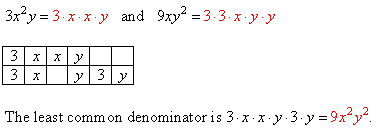 3x²y = 3 · x · x · y and 9xy² = 3 · 3 · x · y · y
3 x x y
3 x y 3 y
The least common denominator is 3 · x · x · y · 3 · y = 9x²y².